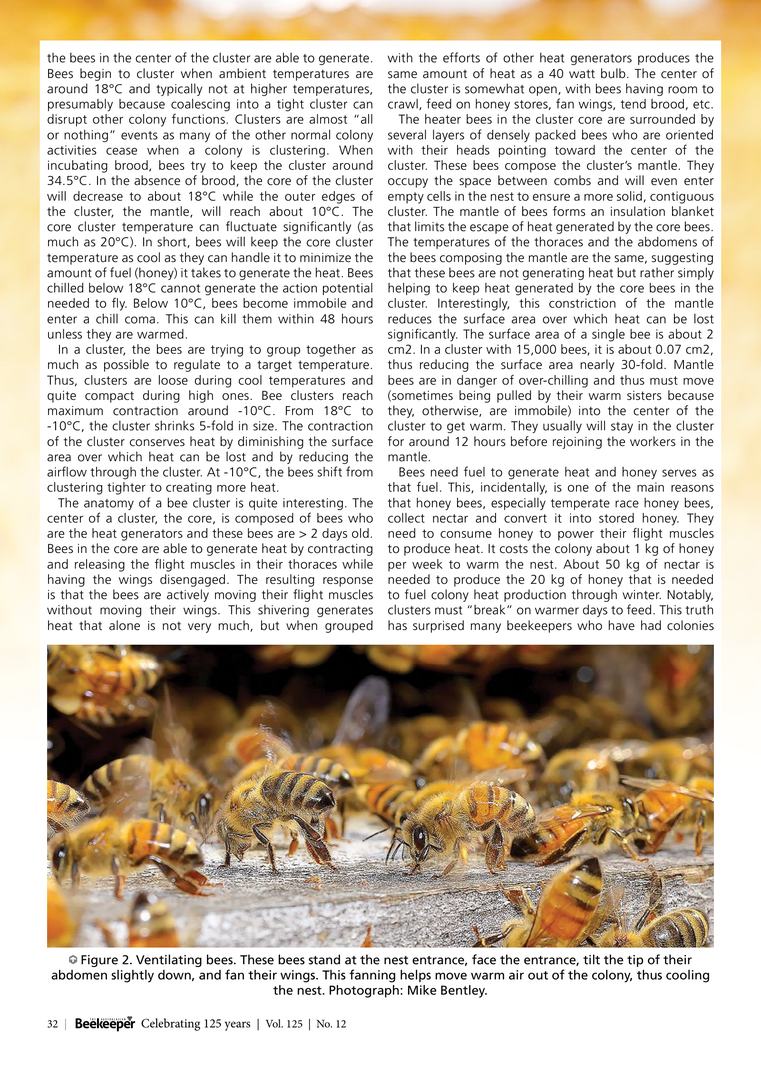 the bees in the center of the cluster are able to generate.
Bees begin to cluster when ambient temperatures are
around 18°C and typically not at higher temperatures,
presumably because coalescing into a tight cluster can
disrupt other colony functions. Clusters are almost “all
or nothing” events as many of the other normal colony
activities cease when a colony is clustering. When
incubating brood, bees try to keep the cluster around
34.5°C. In the absence of brood, the core of the cluster
will decrease to about 18°C while the outer edges of
the cluster, the mantle, will reach about 10°C. The
core cluster temperature can fluctuate significantly (as
much as 20°C). In short, bees will keep the core cluster
temperature as cool as they can handle it to minimize the
amount of fuel (honey) it takes to generate the heat. Bees
chilled below 18°C cannot generate the action potential
needed to fly. Below 10°C, bees become immobile and
enter a chill coma. This can kill them within 48 hours
unless they are warmed.
In a cluster, the bees are trying to group together as
much as possible to regulate to a target temperature.
Thus, clusters are loose during cool temperatures and
quite compact during high ones. Bee clusters reach
maximum contraction around -10°C. From 18°C to
-10°C, the cluster shrinks 5-fold in size. The contraction
of the cluster conserves heat by diminishing the surface
area over which heat can be lost and by reducing the
airflow through the cluster. At -10°C, the bees shift from
clustering tighter to creating more heat.
The anatomy of a bee cluster is quite interesting. The
center of a cluster, the core, is composed of bees who
are the heat generators and these bees are > 2 days old.
Bees in the core are able to generate heat by contracting
and releasing the flight muscles in their thoraces while
having the wings disengaged. The resulting response
is that the bees are actively moving their flight muscles
without moving their wings. This shivering generates
heat that alone is not very much, but when grouped
with the efforts of other heat generators produces the
same amount of heat as a 40 watt bulb. The center of
the cluster is somewhat open, with bees having room to
crawl, feed on honey stores, fan wings, tend brood, etc.
The heater bees in the cluster core are surrounded by
several layers of densely packed bees who are oriented
with their heads pointing toward the center of the
cluster. These bees compose the cluster’s mantle. They
occupy the space between combs and will even enter
empty cells in the nest to ensure a more solid, contiguous
cluster. The mantle of bees forms an insulation blanket
that limits the escape of heat generated by the core bees.
The temperatures of the thoraces and the abdomens of
the bees composing the mantle are the same, suggesting
that these bees are not generating heat but rather simply
helping to keep heat generated by the core bees in the
cluster. Interestingly, this constriction of the mantle
reduces the surface area over which heat can be lost
significantly. The surface area of a single bee is about 2
cm2. In a cluster with 15,000 bees, it is about 0.07 cm2,
thus reducing the surface area nearly 30-fold. Mantle
bees are in danger of over-chilling and thus must move
(sometimes being pulled by their warm sisters because
they, otherwise, are immobile) into the center of the
cluster to get warm. They usually will stay in the cluster
for around 12 hours before rejoining the workers in the
mantle.
Bees need fuel to generate heat and honey serves as
that fuel. This, incidentally, is one of the main reasons
that honey bees, especially temperate race honey bees,
collect nectar and convert it into stored honey. They
need to consume honey to power their flight muscles
to produce heat. It costs the colony about 1 kg of honey
per week to warm the nest. About 50 kg of nectar is
needed to produce the 20 kg of honey that is needed
to fuel colony heat production through winter. Notably,
clusters must “break” on warmer days to feed. This truth
has surprised many beekeepers who have had colonies
Figure 2. Ventilating bees. These bees stand at the nest entrance, face the entrance, tilt the tip of their
abdomen slightly down, and fan their wings. This fanning helps move warm air out of the colony, thus cooling
the nest. Photograph: Mike Bentley.
32 | Beekeeper Celebrating 125 years | Vol. 125 | No. 12